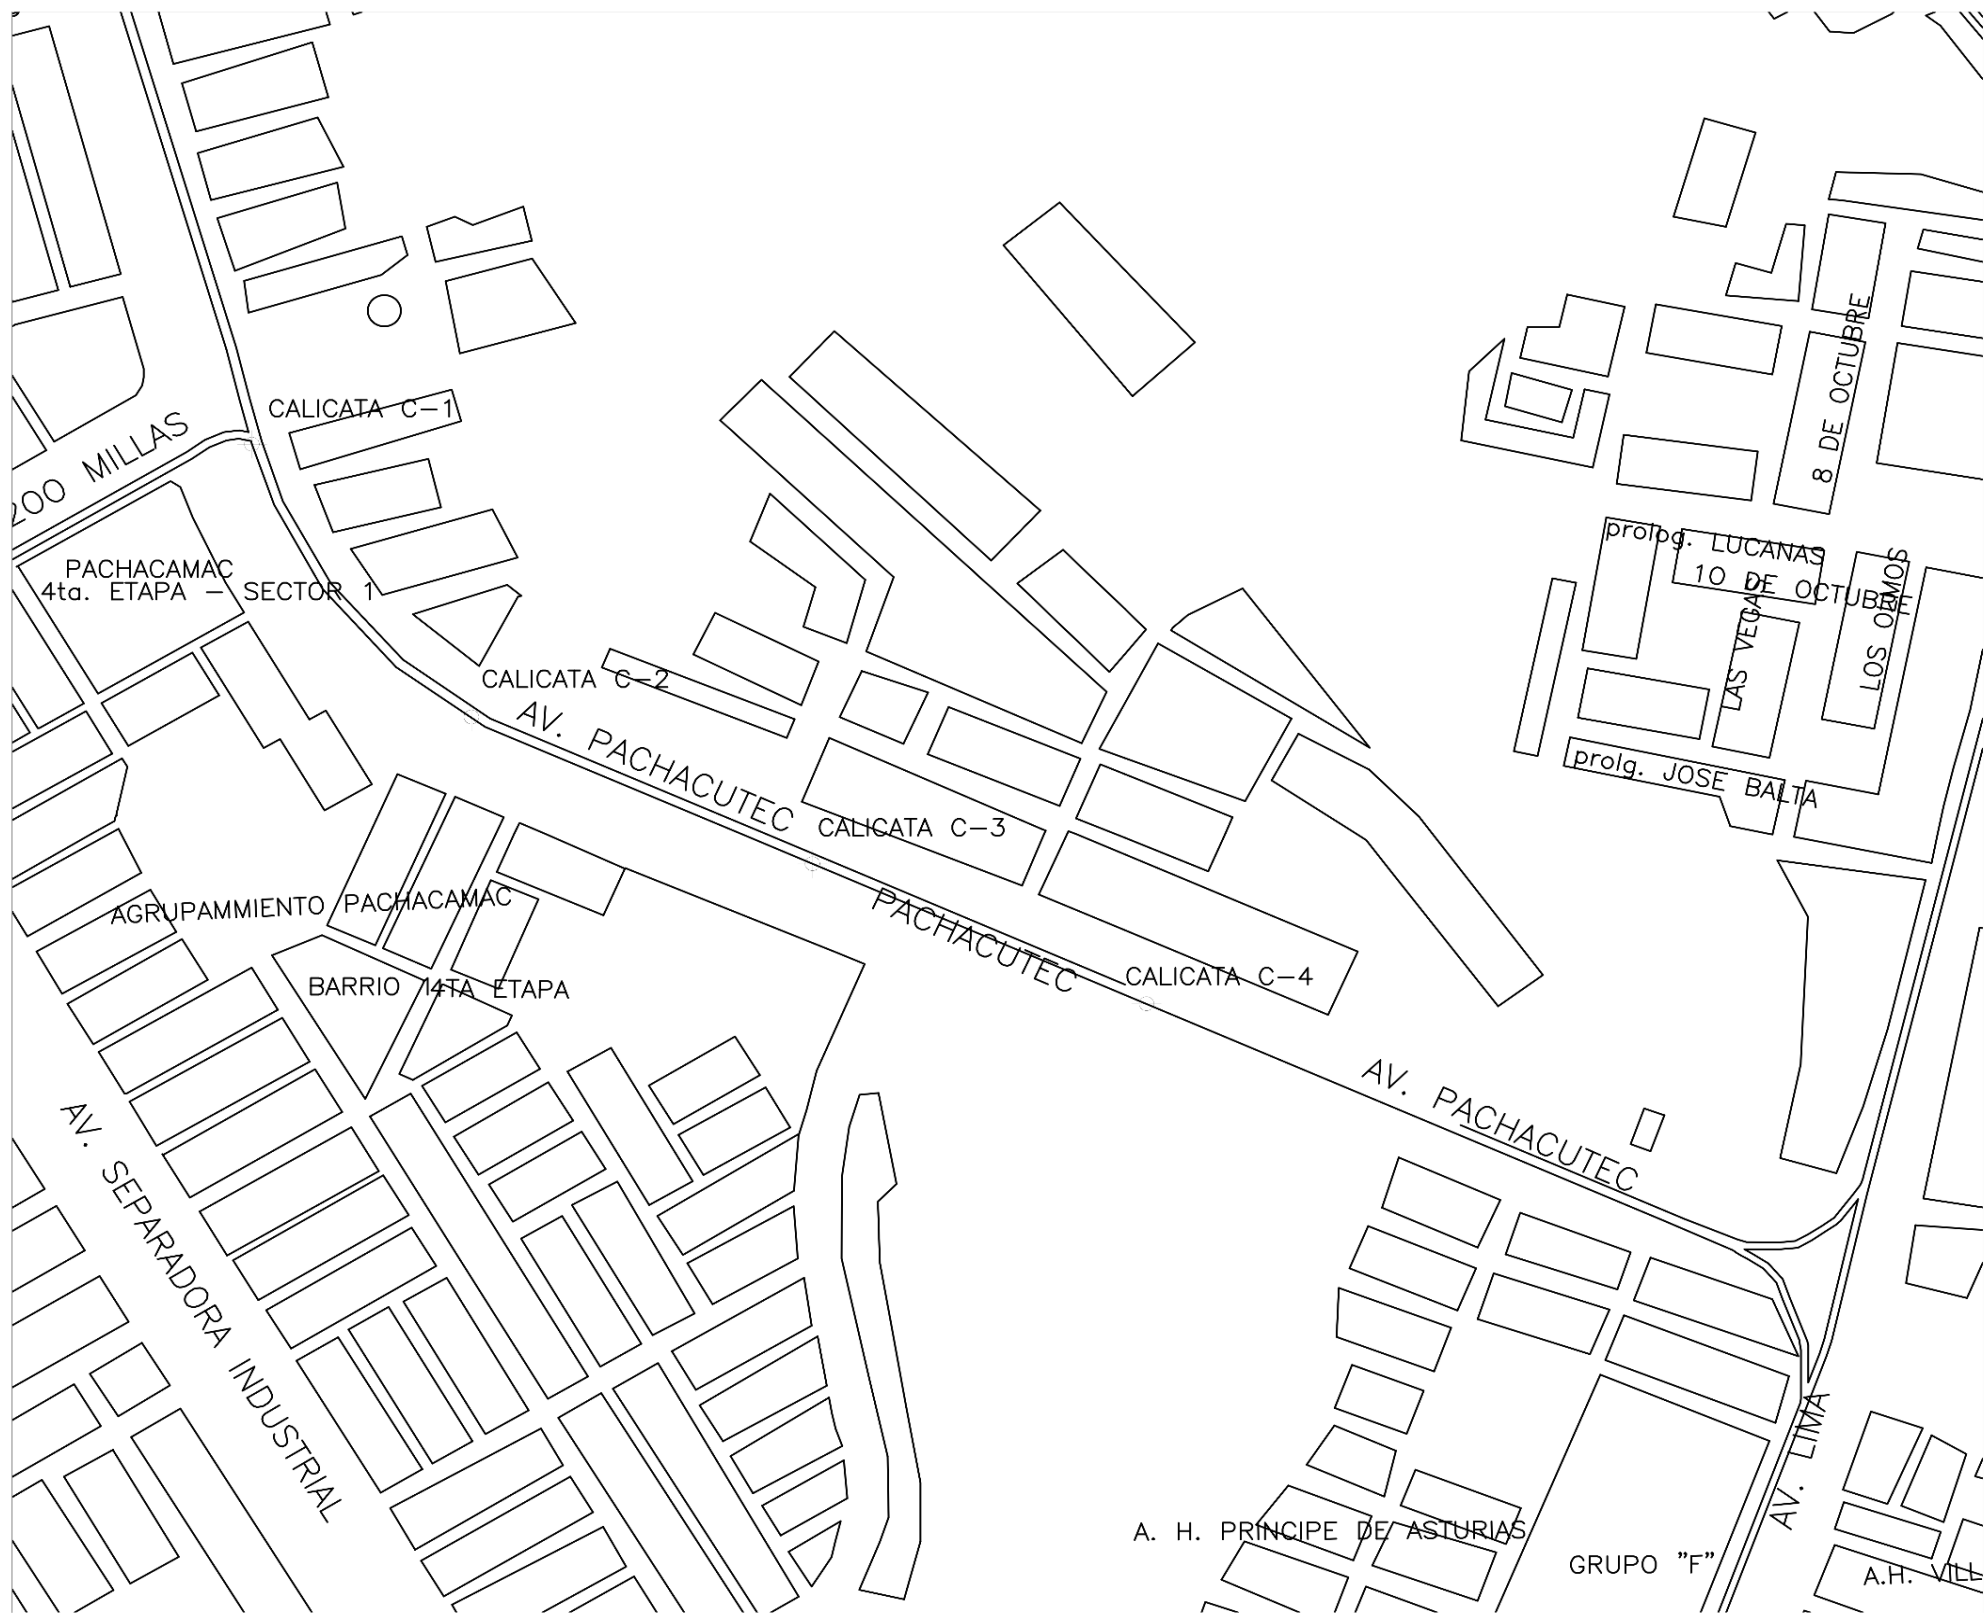 8 DE OCTUBRE
CALICATA C-1
200 MILLAS
prolog. LUCANAS
10 DE OCTUBRE
LOS OLMOS
LAS VEGAS
PACHACAMAC
4ta. ETAPA - SECTOR 1
CALICATA C-2
AV. PACHACUTEC
prolg. JOSE BALTA
CALICATA C-3
AGRUPAMMIENTO PACHACAMAC
PACHACUTEC
BARRIO 14TA ETAPA
CALICATA C-4
AV. PACHACUTEC
AV. SEPARADORA INDUSTRIAL
AV. LIMA
A. H. PRINCIPE DE ASTURIAS
GRUPO "F"
A.H. VILL